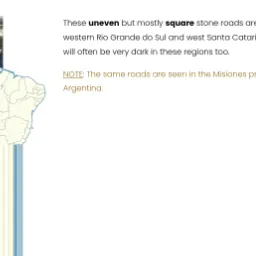 These uneven but mostly square stone roads are
western Rio Grande do Sul and west Santa Catari
will often be very dark in these regions too.
NOTE: The same roads are seen in the Misiones p
Argentina.